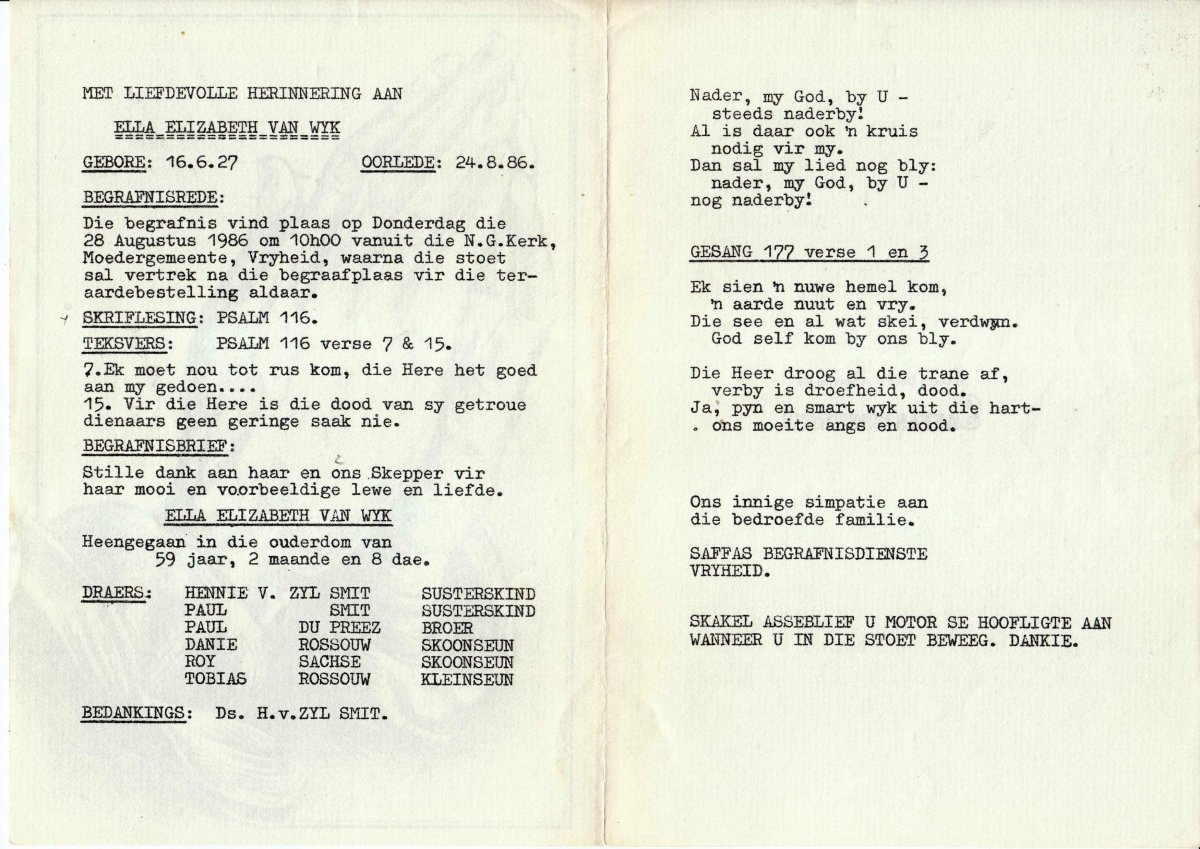 MET LIEFDEVOLLE HERINNERING AAN
ELLA ELIZABETH VAN WYK
GEBORE: 16.6.27 OORLEDE: 24.8.86.
BEGRAFNISREDE:
Die begrafnis vind plaas op Donderdag die
28 Augustus 1986 om 10h00 vanuit die N.G.Kerk,
Moedergemeente, Vryheid, waarna die stoet
sal vertrek na die begraafplaas vir die ter-
aardebestelling aldaar.
SKRIFLESING: PSALM 116.
TEKSVERS: PSALM 116 verse 7 & 15.
7.Ek moet nou tot rus kom, die Here het goed
aan my gedoen....
15. Vir die Here is die dood van sy getroue
dienaars geen geringe saak nie.
BEGRAFNISBRIEF:
Stille dank aan haar en ons Skepper vir
haar mooi en voorbeeldige lewe en liefde.
ELLA ELIZABETH VAN WYK
Heengegaan in die ouderdom van
59 jaar, 2 maande en 8 dae.
DRAERS: HENNIE V. ZYL SMIT SUSTERSKIND
PAUL SMIT SUSTERSKIND
PAUL DU PREEZ BROER
DANIE ROSSOUW SKOONSEUN
ROY SACHSE SKOONSEUN
TOBIAS ROSSOUW KLEINSEUN
BEDANKINGS: Ds. H.v.ZYL SMIT.
Nader, my God, by U -
steeds naderby!
Al is daar ook 'n kruis
nodig vir my.
Dan sal my lied nog bly:
nader, my God, by U -
nog naderby!
GESANG 177 verse 1 en 3
Ek sien 'n nuwe hemel kom,
'n aarde nuut en vry.
Die see en al wat skei, verdwyn.
God self kom by ons bly.
Die Heer droog al die trane af,
verby is droefheid, dood.
Ja, pyn en smart wyk uit die hart-
ons moeite angs en nood.
Ons innige simpatie aan
die bedroefde familie.
SAFFAS BEGRAFNISDIENSTE
VRYHEID.
SKAKEL ASSEBLIEF U MOTOR SE HOOFLIGTE AAN
WANNEER U IN DIE STOET BEWEEG. DANKIE.